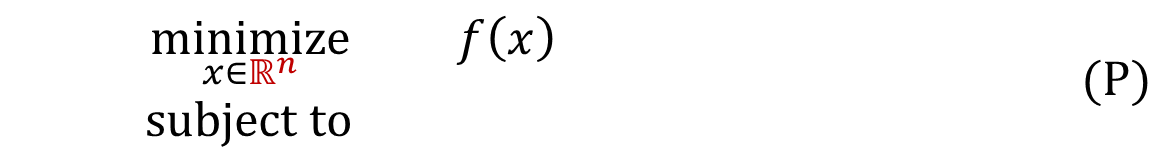 minimize f(x)
x∈ℝⁿ
(P)
subject to